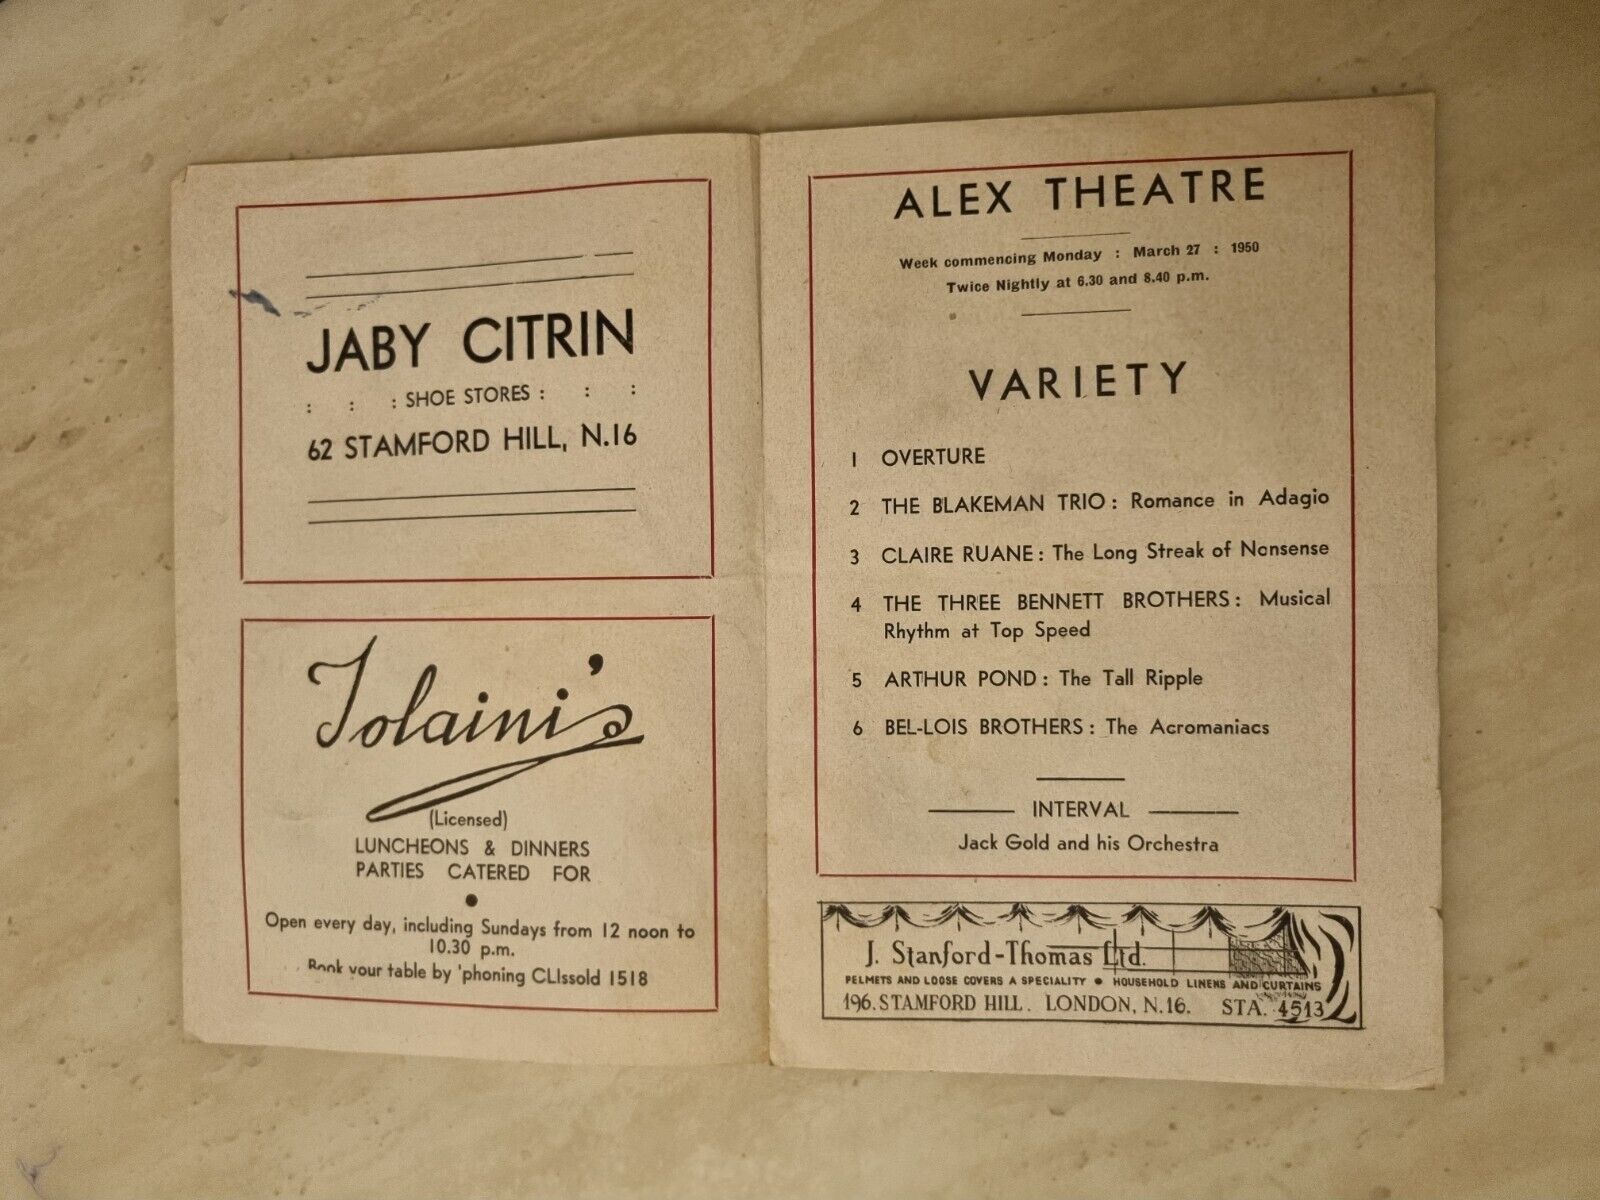 JABY CITRIN
: : : SHOE STORES : : :
62 STAMFORD HILL, N.16
Tolaini's
(Licensed)
LUNCHEONS & DINNERS
PARTIES CATERED FOR
●
Open every day, including Sundays from 12 noon to
10.30 p.m.
Book your table by 'phoning CLIssold 1518
ALEX THEATRE
Week commencing Monday : March 27 : 1950
Twice Nightly at 6.30 and 8.40 p.m.
VARIETY
1 OVERTURE
2 THE BLAKEMAN TRIO : Romance in Adagio
3 CLAIRE RUANE : The Long Streak of Nonsense
4 THE THREE BENNETT BROTHERS : Musical
Rhythm at Top Speed
5 ARTHUR POND : The Tall Ripple
6 BEL-LOIS BROTHERS : The Acromaniacs
INTERVAL
Jack Gold and his Orchestra
J. Stanford-Thomas Ltd.
PELMETS AND LOOSE COVERS A SPECIALITY ● HOUSEHOLD LINENS AND CURTAINS
196. STAMFORD HILL. LONDON, N.16. STA. 4513